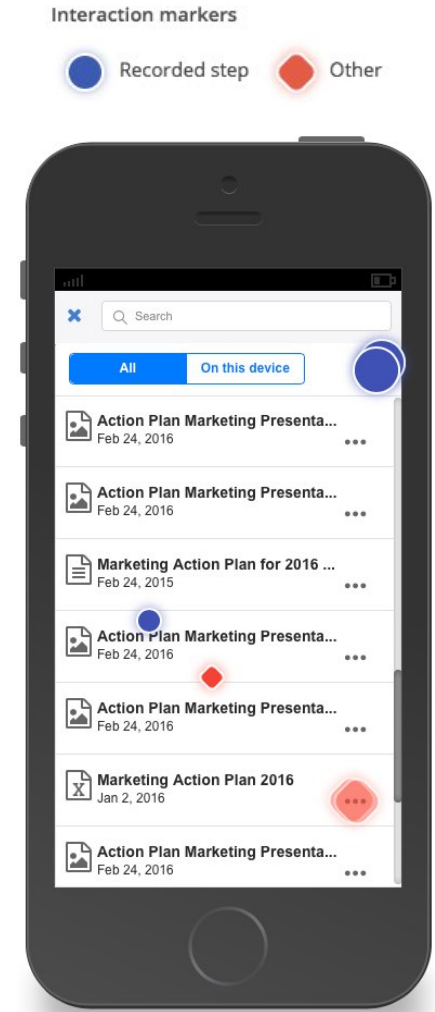 Interaction markers
Recorded step
Other
Search
All
On this device
Action Plan Marketing Presenta...
Feb 24, 2016
Action Plan Marketing Presenta...
Feb 24, 2016
Marketing Action Plan for 2016 ...
Feb 24, 2015
Action Plan Marketing Presenta...
Feb 24, 2016
Action Plan Marketing Presenta...
Feb 24, 2016
X
Marketing Action Plan 2016
Jan 2, 2016
Action Plan Marketing Presenta...
Feb 24, 2016